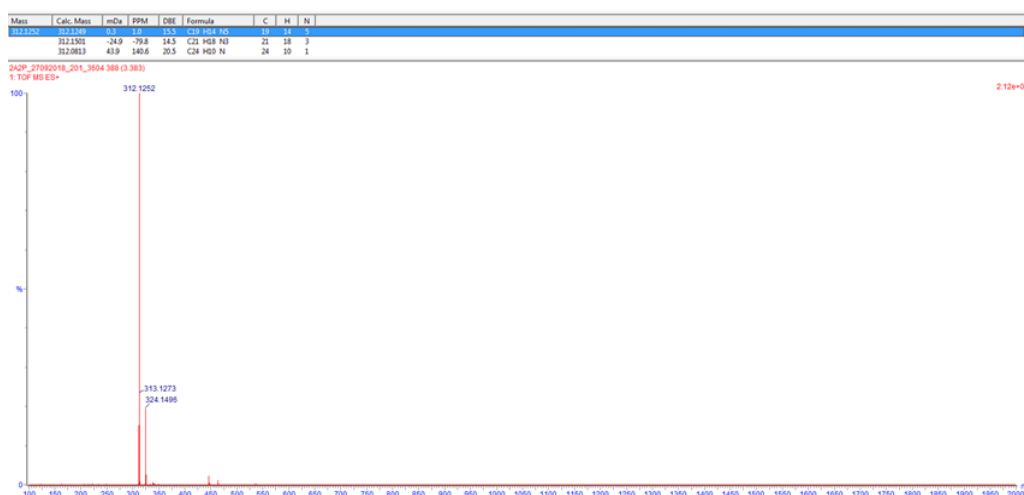 Mass Calc. Mass mDa PPM DBE Formula C H N
312.1252 312.1249 0.3 1.0 15.5 C19 H14 N5 19 14 5
312.1501 -24.9 -79.8 14.5 C21 H18 N3 21 18 3
312.0813 43.9 140.6 20.5 C24 H10 N 24 10 1
2A2P_27092018_201_3604 388 (3.383)
1: TOF MS ES+
2.12e+0
100
312.1252
%
313.1273
324.1496
0
100 150 200 250 300 350 400 450 500 550 600 650 700 750 800 850 900 950 1000 1050 1100 1150 1200 1250 1300 1350 1400 1450 1500 1550 1600 1650 1700 1750 1800 1850 1900 1950